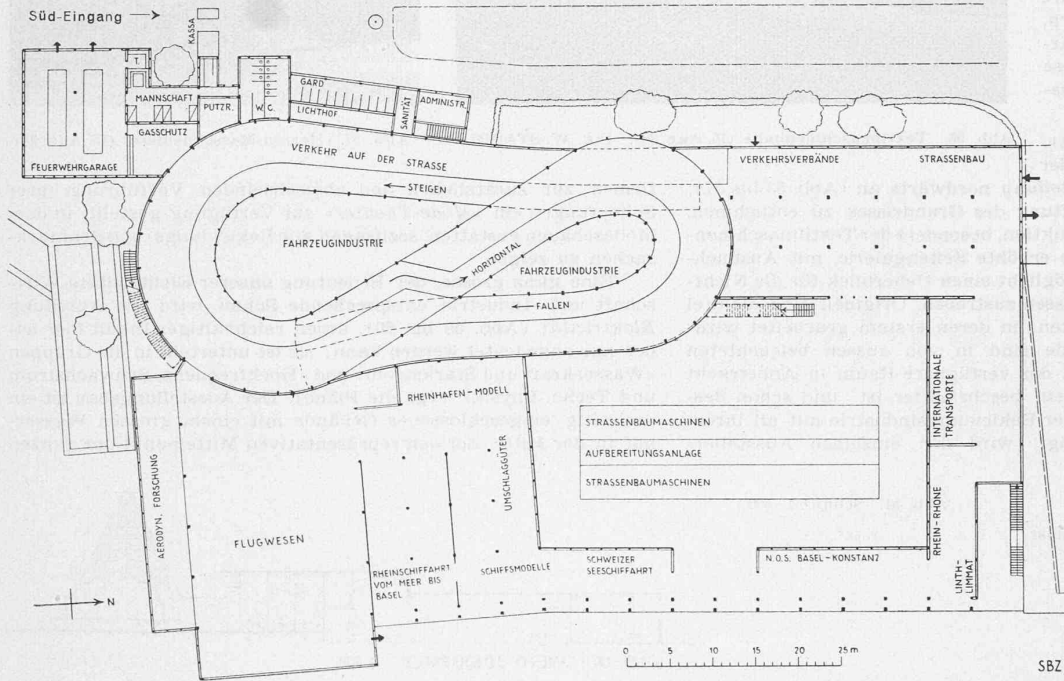 Süd-Eingang
KASSA
T.
MANNSCHAFT
PUTZR.
W.C.
GARD.
LICHTHOF
SANITÄT
ADMINISTR.
GASSCHUTZ
FEUERWEHRGARAGE
VERKEHR AUF DER STRASSE
STEIGEN
VERKEHRSVERBÄNDE
STRASSENBAU
FAHRZEUGINDUSTRIE
HORIZONTAL
FAHRZEUGINDUSTRIE
FALLEN
RHEINHAFEN-MODELL
INTERNATIONALE
TRANSPORTE
STRASSENBAUMASCHINEN
AUFBEREITUNGSANLAGE
STRASSENBAUMASCHINEN
UMSCHLAGGÜTER
AERODYN. FORSCHUNG
FLUGWESEN
RHEINSCHIFFAHRT
VOM MEER BIS
BASEL
SCHIFFSMODELLE
SCHWEIZER
SEESCHIFFAHRT
N.O.S. BASEL-KONSTANZ
RHEIN-RHONE
LINTH-
LIMMAT
N
0 5 10 15 20 25 m
SBZ